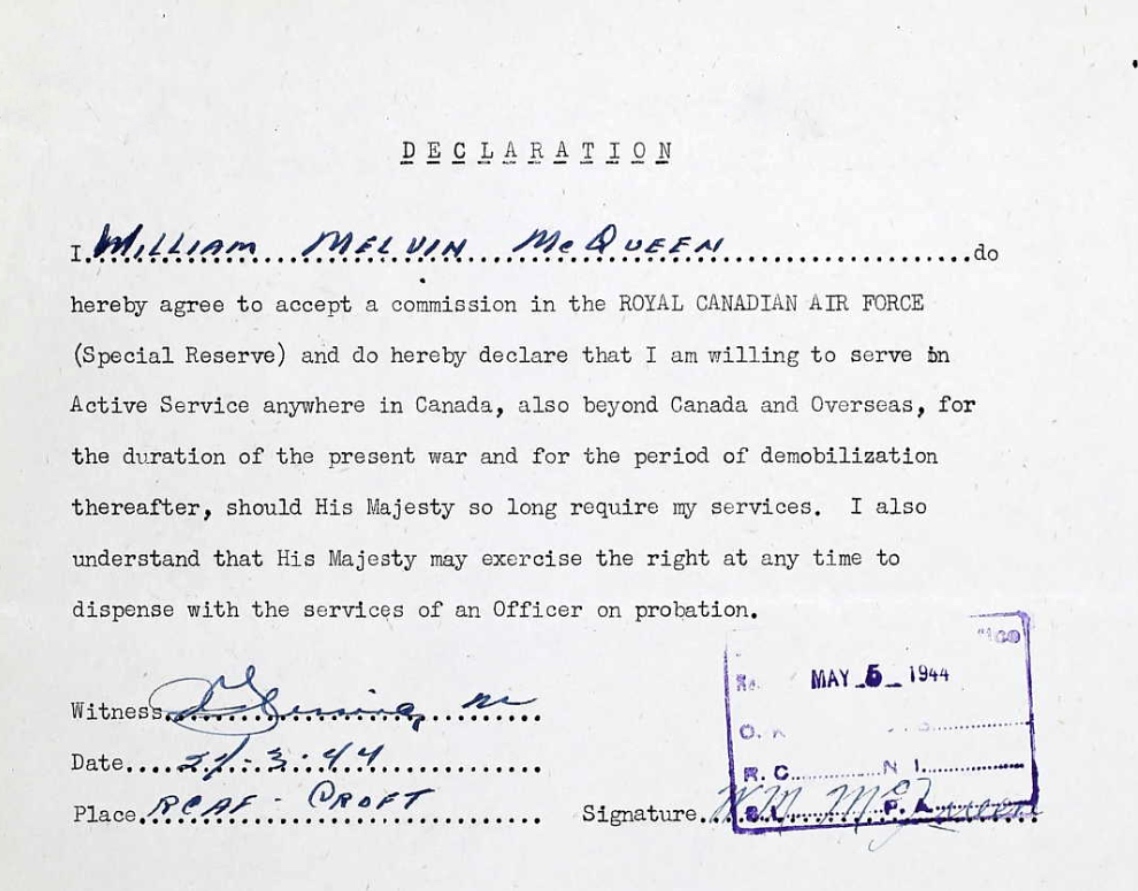 DECLARATION
I. William Melvin McQueen do
hereby agree to accept a commission in the ROYAL CANADIAN AIR FORCE
(Special Reserve) and do hereby declare that I am willing to serve on
Active Service anywhere in Canada, also beyond Canada and Overseas, for
the duration of the present war and for the period of demobilization
thereafter, should His Majesty so long require my services. I also
understand that His Majesty may exercise the right at any time to
dispense with the services of an Officer on probation.
MAY 5 1944
Witness
Date 21-3-44
R.C. N I.
Place RCAF - CROFT Signature W M McQueen
P.A.